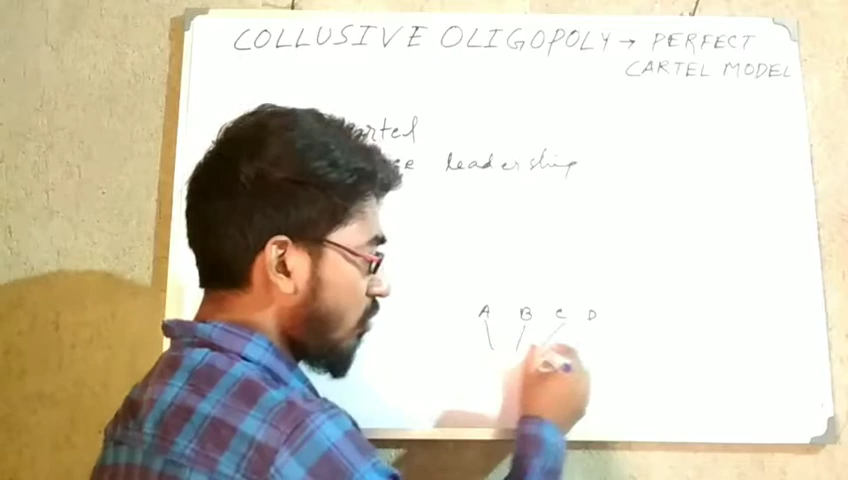 COLLUSIVE OLIGOPOLY → PERFECT
CARTEL MODEL
leadership
A B C D